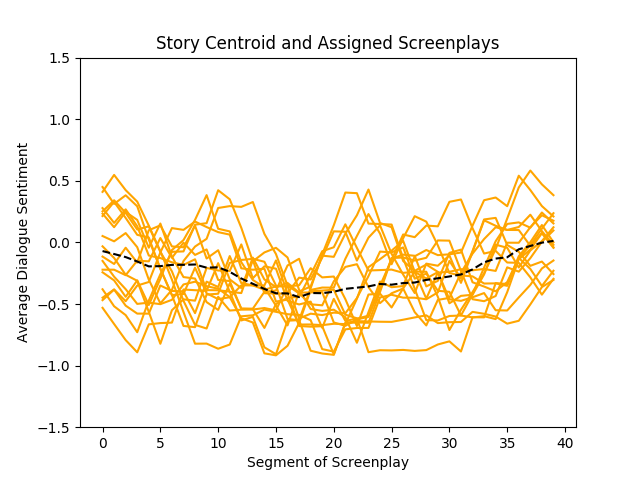 Story Centroid and Assigned Screenplays
1.5
1.0
0.5
0.0
−0.5
−1.0
−1.5
Average Dialogue Sentiment
0 5 10 15 20 25 30 35 40
Segment of Screenplay